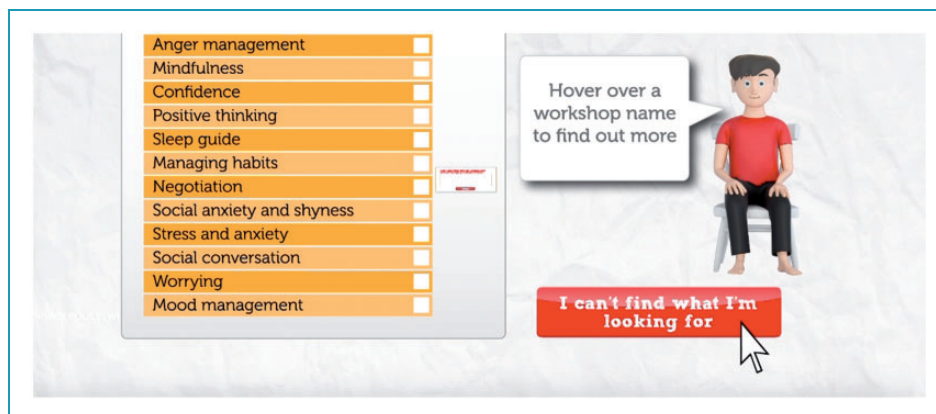 Anger management
Mindfulness
Confidence
Positive thinking
Sleep guide
Managing habits
Negotiation
Social anxiety and shyness
Stress and anxiety
Social conversation
Worrying
Mood management
Hover over a
workshop name
to find out more
I can't find what I'm
looking for